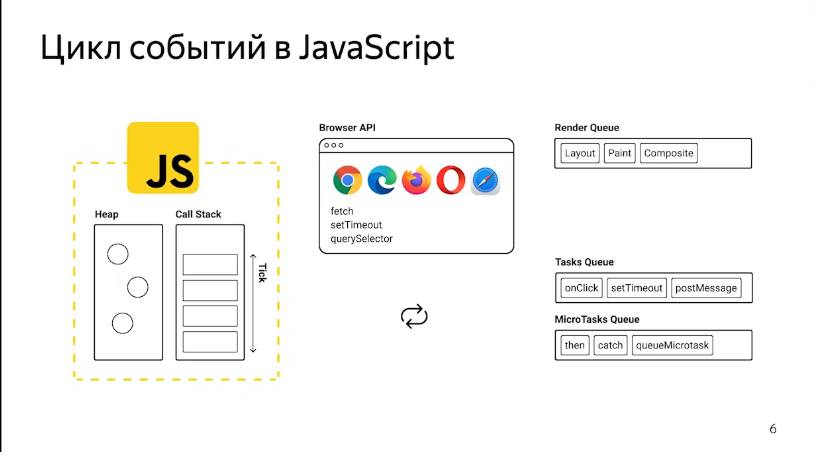 Цикл событий в JavaScript
JS
Heap
Call Stack
Tick
Browser API
fetch
setTimeout
querySelector
Render Queue
Layout Paint Composite
Tasks Queue
onClick setTimeout postMessage
MicroTasks Queue
then catch queueMicrotask
6